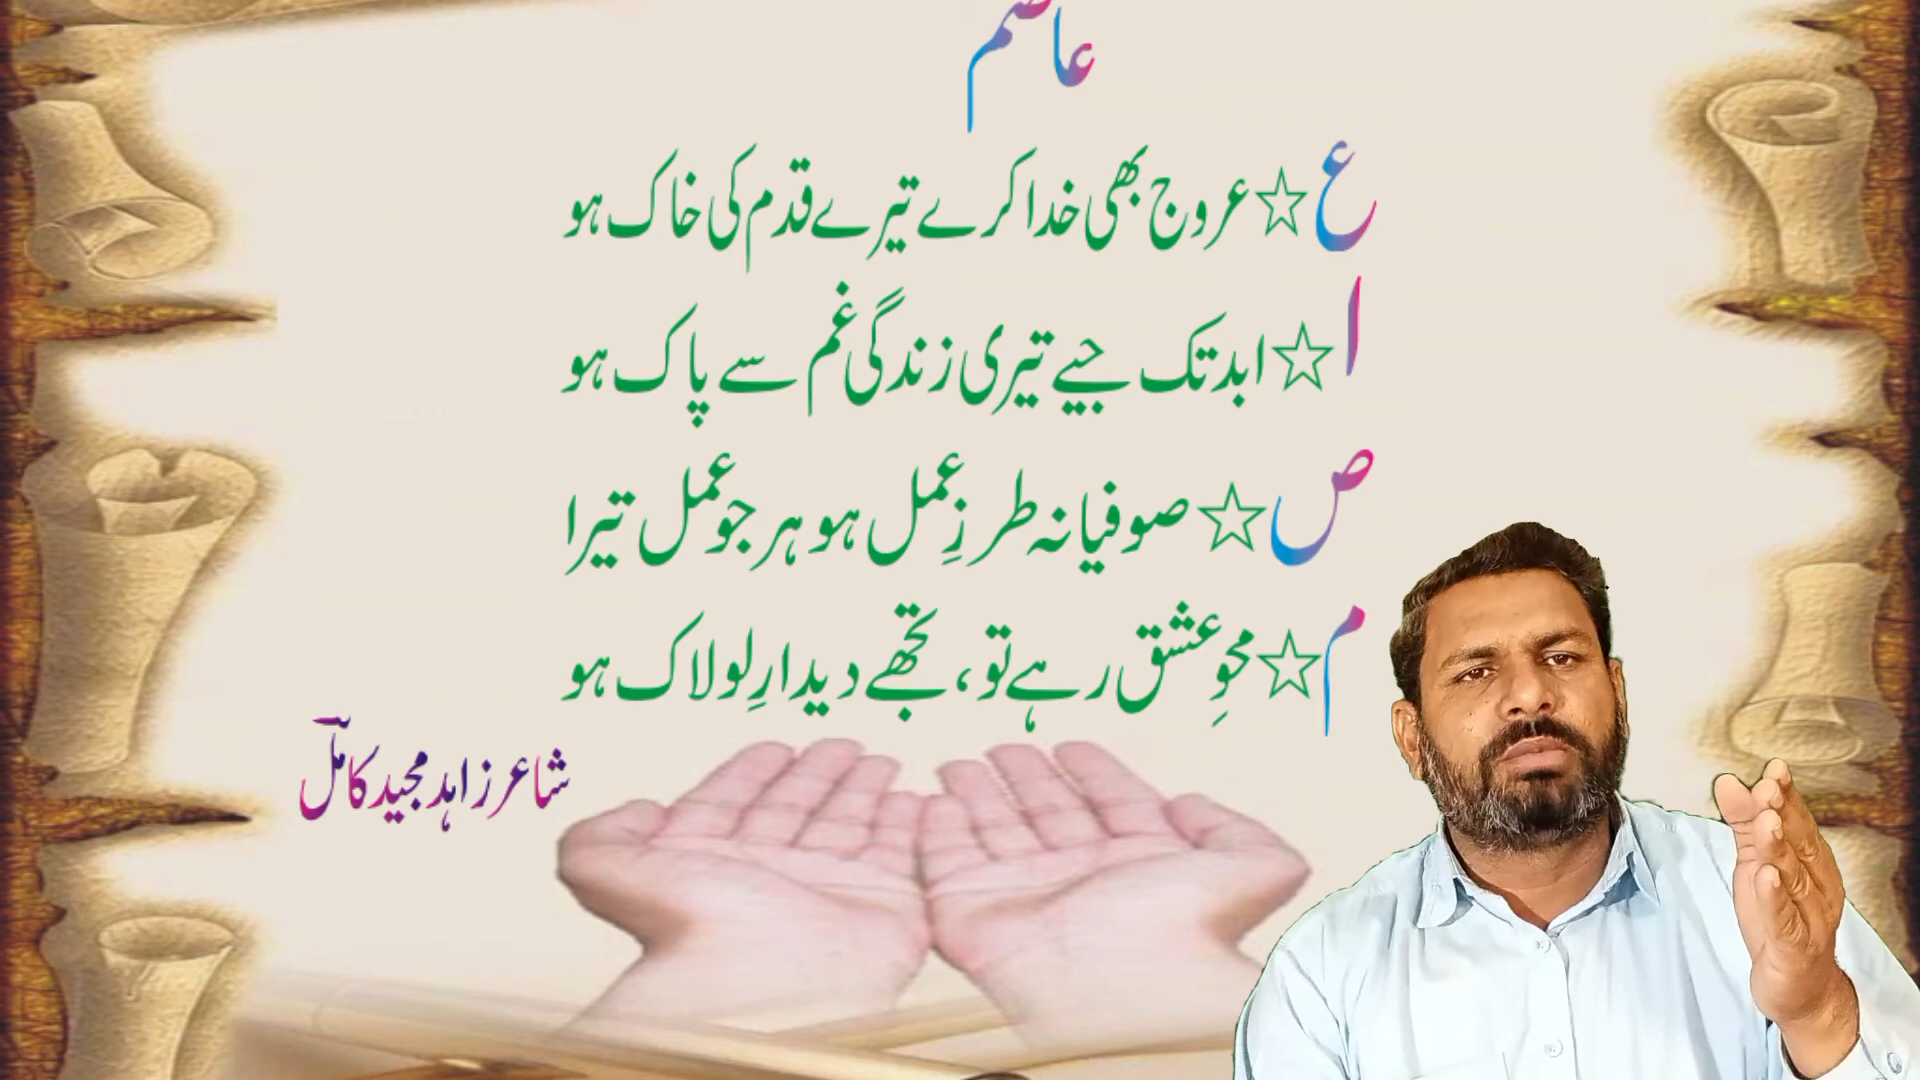 عاصم
ع ☆ عروج بھی خدا کرے تیرے قدم کی خاک ہو
ا ☆ ابد تک جیے تیری زندگی غم سے پاک ہو
ص ☆ صوفیانہ طرزِ عمل ہو ہر جو عمل تیرا
م ☆ محوِ عشق رہے تو، تجھے دیدارِ لولاک ہو
شاعر زاہد مجید کاملؔ